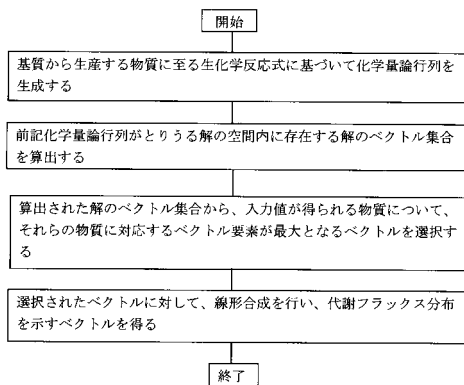 開始
基質から生産する物質に至る生化学反応式に基づいて化学量論行列を
生成する
前記化学量論行列がとりうる解の空間内に存在する解のベクトル集合
を算出する
算出された解のベクトル集合から、入力値が得られる物質について、
それらの物質に対応するベクトル要素が最大となるベクトルを選択す
る
選択されたベクトルに対して、線形合成を行い、代謝フラックス分布
を示すベクトルを得る
終了